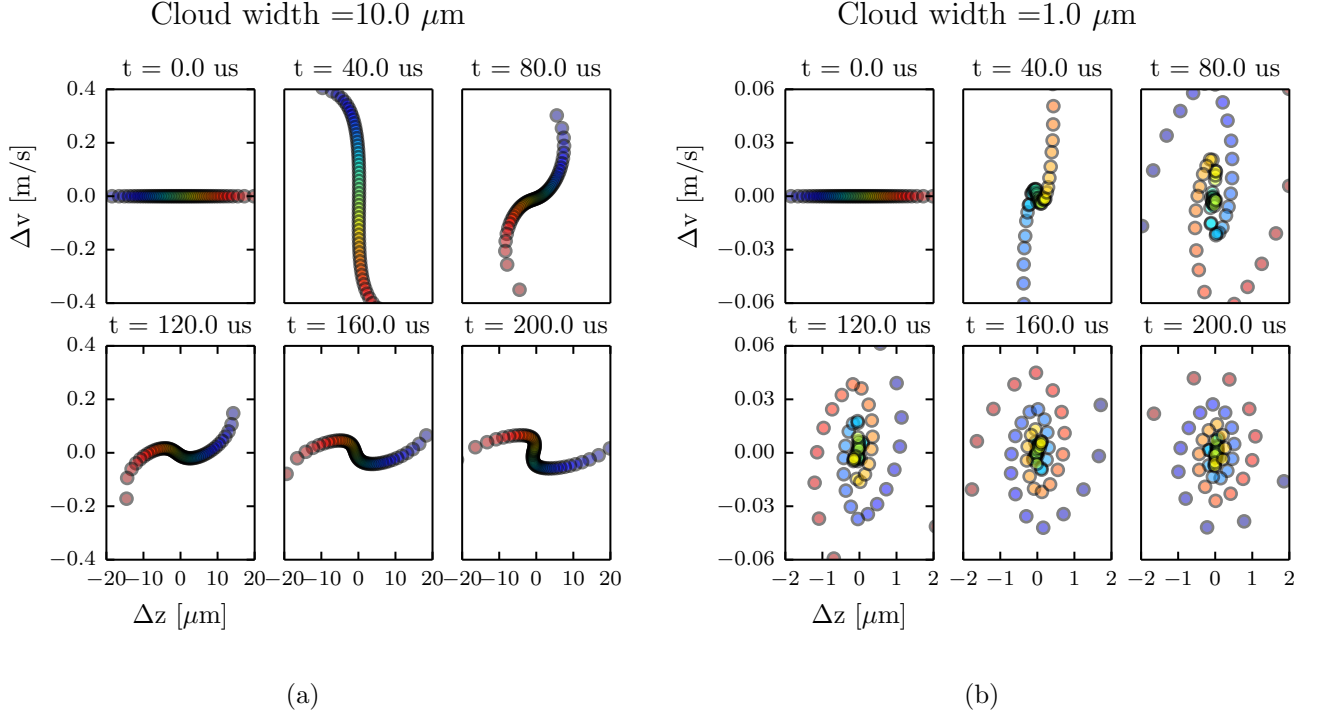 Cloud width =10.0 μm
t = 0.0 us t = 40.0 us t = 80.0 us
0.4
0.2
0.0
−0.2
−0.4
Δv [m/s]
t = 120.0 us t = 160.0 us t = 200.0 us
0.4
0.2
0.0
−0.2
−0.4
−20 −10 0 10 20 −20 −10 0 10 20 −20 −10 0 10 20
Δz [μm]
(a)
Cloud width =1.0 μm
t = 0.0 us t = 40.0 us t = 80.0 us
0.06
0.03
0.00
−0.03
−0.06
Δv [m/s]
t = 120.0 us t = 160.0 us t = 200.0 us
0.06
0.03
0.00
−0.03
−0.06
−2 −1 0 1 2 −2 −1 0 1 2 −2 −1 0 1 2
Δz [μm]
(b)